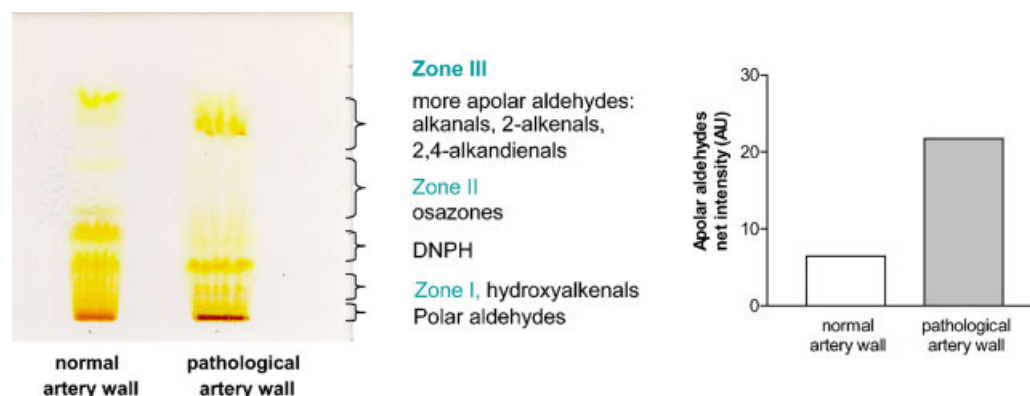 Zone III
more apolar aldehydes:
alkanals, 2-alkenals,
2,4-alkandienals
Zone II
osazones
DNPH
Zone I, hydroxyalkenals
Polar aldehydes
normal
artery wall
pathological
artery wall
Apolar aldehydes
net intensity (AU)
30
20
10
0
normal
artery wall
pathological
artery wall